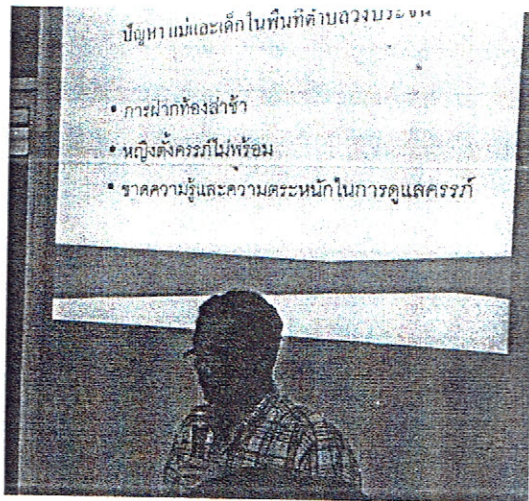 ปัญหา แม่และเด็กในพื้นที่ตำบลวง
• การฝากท้องล่าช้า
• หญิงตั้งครรภ์ไม่พร้อม
• ขาดความรู้และความตระหนักในการดูแลครรภ์